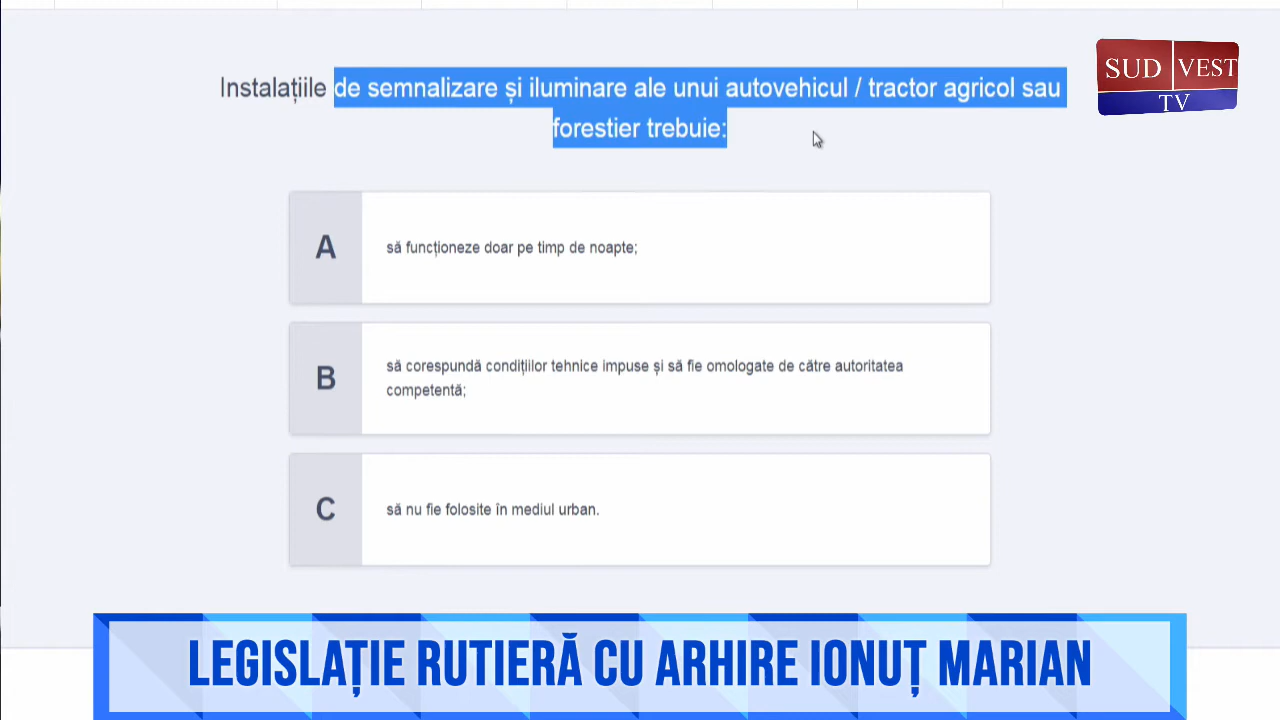 Instalațiile de semnalizare și iluminare ale unui autovehicul / tractor agricol sau
forestier trebuie:
SUD VEST
TV
A
să funcționeze doar pe timp de noapte;
B
să corespundă condițiilor tehnice impuse și să fie omologate de către autoritatea
competentă;
C
să nu fie folosite în mediul urban.
LEGISLAȚIE RUTIERĂ CU ARHIRE IONUȚ MARIAN